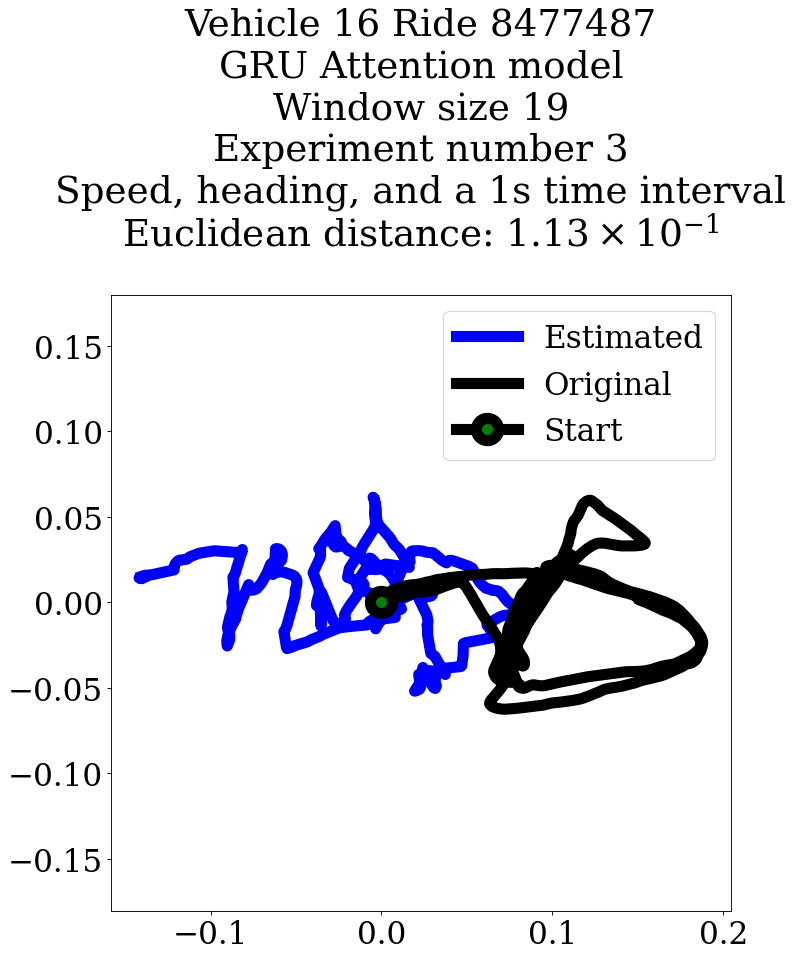 Vehicle 16 Ride 8477487
GRU Attention model
Window size 19
Experiment number 3
Speed, heading, and a 1s time interval
Euclidean distance: 1.13 × 10⁻¹
Estimated
Original
Start
0.15
0.10
0.05
0.00
−0.05
−0.10
−0.15
−0.1 0.0 0.1 0.2